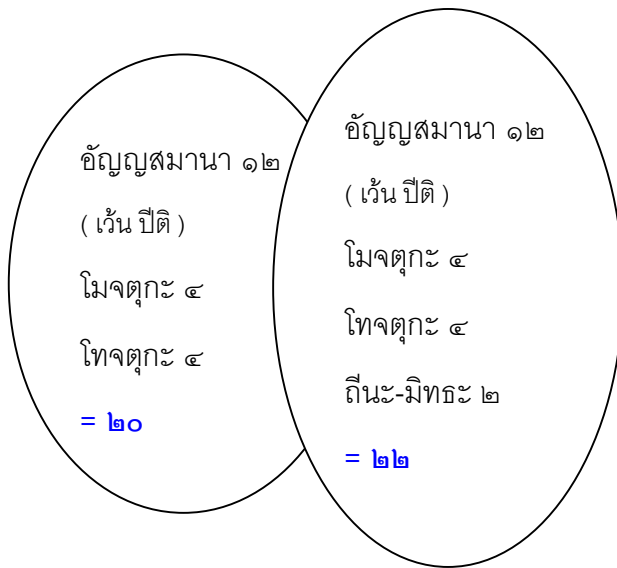 อัญญสมานา ๑๒
( เว้น ปีติ )
โมจตุกะ ๔
โทจตุกะ ๔
= ๒๐
อัญญสมานา ๑๒
( เว้น ปีติ )
โมจตุกะ ๔
โทจตุกะ ๔
ถีนะ-มิทธะ ๒
= ๒๒